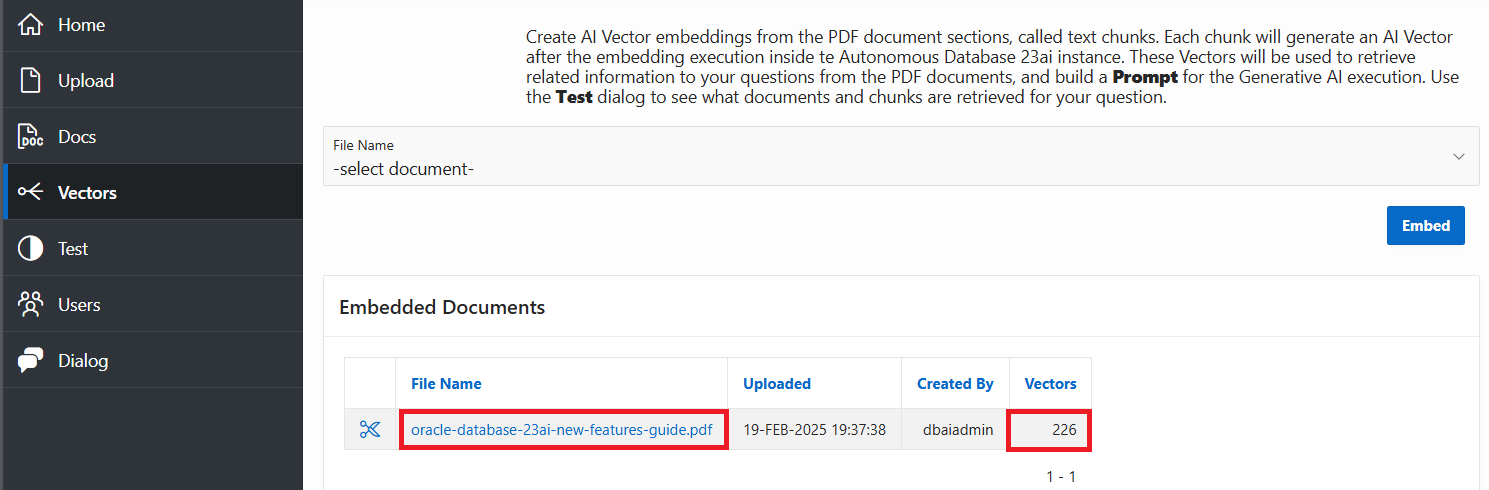 Home
Upload
DOC
Docs
Vectors
Test
Users
Dialog
Create AI Vector embeddings from the PDF document sections, called text chunks. Each chunk will generate an AI Vector
after the embedding execution inside te Autonomous Database 23ai instance. These Vectors will be used to retrieve
related information to your questions from the PDF documents, and build a Prompt for the Generative AI execution. Use
the Test dialog to see what documents and chunks are retrieved for your question.
File Name
-select document-
Embed
Embedded Documents
File Name Uploaded Created By Vectors
oracle-database-23ai-new-features-guide.pdf 19-FEB-2025 19:37:38 dbaiadmin 226
1 - 1